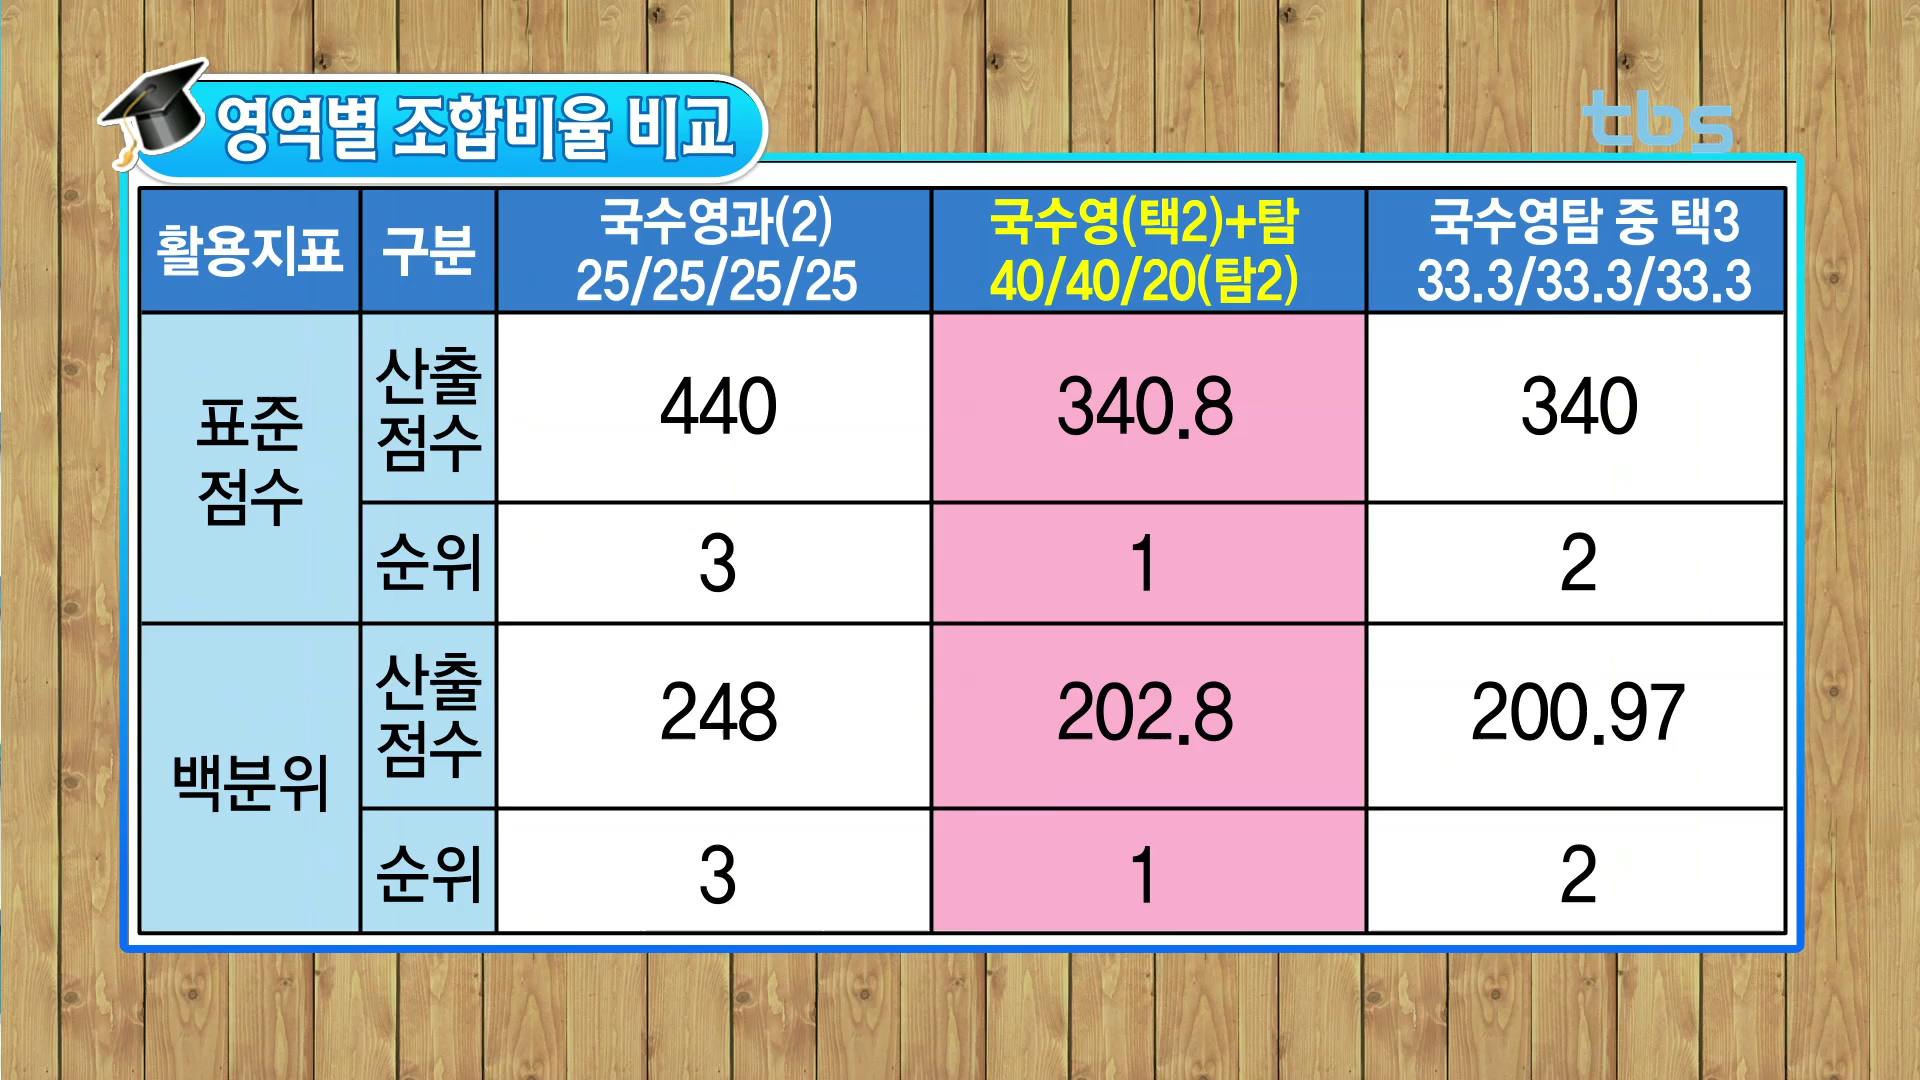 영역별 조합비율 비교
tbs
활용지표 구분 국수영과(2) 국수영(택2)+탐 국수영탐 중 택3
25/25/25/25 40/40/20(탐2) 33.3/33.3/33.3
표준
점수
산출
점수
440 340.8 340
순위 3 1 2
백분위
산출
점수
248 202.8 200.97
순위 3 1 2